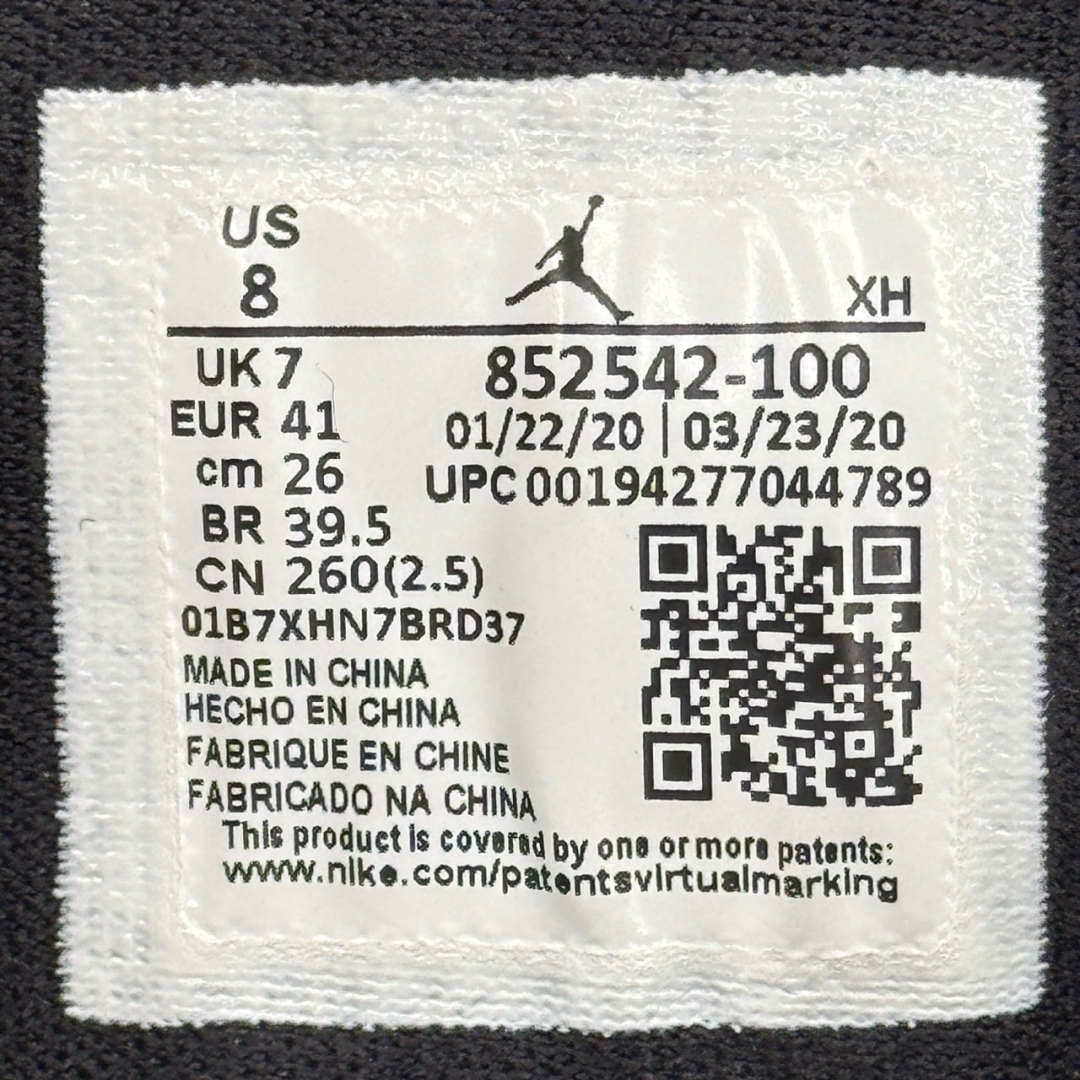 US
8
XH
UK 7
852542-100
EUR 41
01/22/20 | 03/23/20
cm 26
UPC 00194277044789
BR 39.5
CN 260(2.5)
01B7XHN7BRD37
MADE IN CHINA
HECHO EN CHINA
FABRIQUE EN CHINE
FABRICADO NA CHINA
This product is covered by one or more patents:
www.nike.com/patentsvirtualmarking